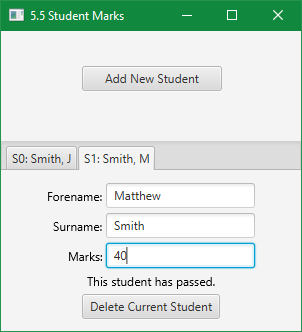 5.5 Student Marks
Add New Student
S0: Smith, J S1: Smith, M
Forename: Matthew
Surname: Smith
Marks: 40
This student has passed.
Delete Current Student